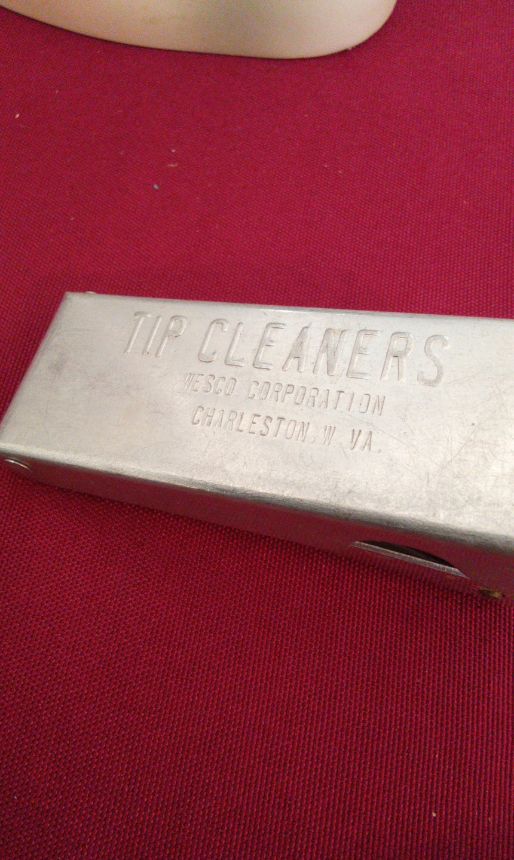 TIP CLEANERS
WESCO CORPORATION
CHARLESTON, W. VA.